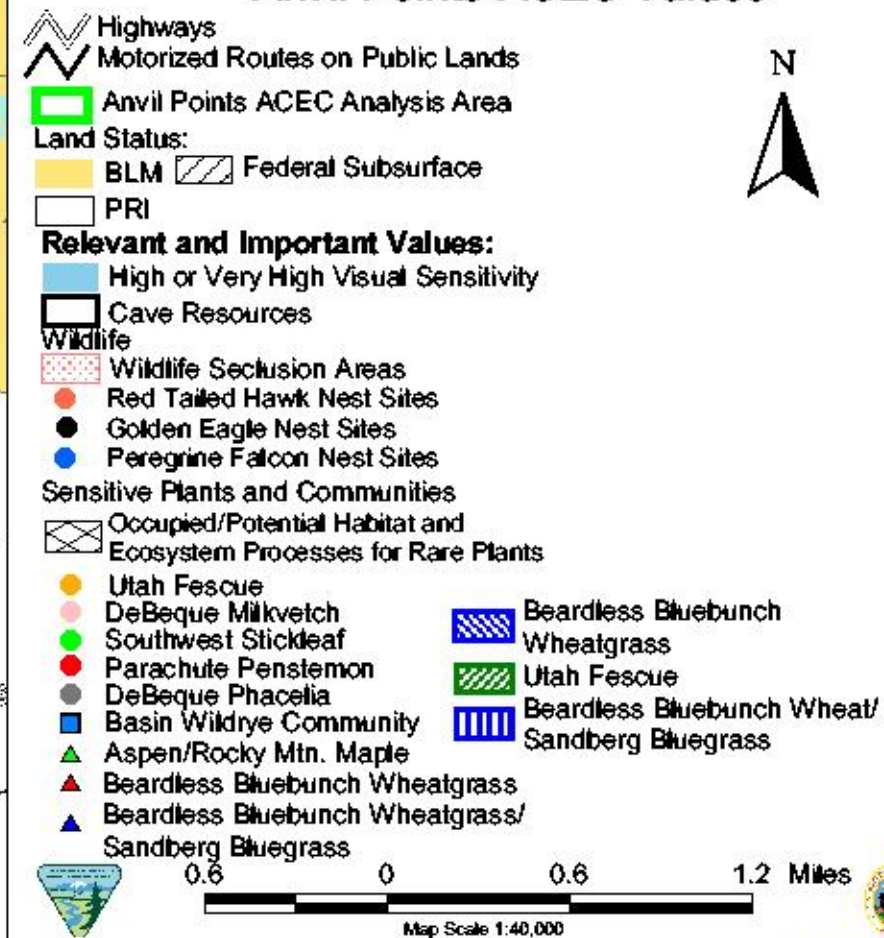 Highways
Motorized Routes on Public Lands
N
Anvil Points ACEC Analysis Area
Land Status:
BLM Federal Subsurface
PRI
Relevant and Important Values:
High or Very High Visual Sensitivity
Cave Resources
Wildlife
Wildlife Seclusion Areas
Red Tailed Hawk Nest Sites
Golden Eagle Nest Sites
Peregrine Falcon Nest Sites
Sensitive Plants and Communities
Occupied/Potential Habitat and
Ecosystem Processes for Rare Plants
Utah Fescue
DeBeque Milkvetch
Southwest Stickleaf
Parachute Penstemon
DeBeque Phacelia
Basin Wildrye Community
Aspen/Rocky Mtn. Maple
Beardless Bluebunch Wheatgrass
Beardless Bluebunch Wheatgrass/
Sandberg Bluegrass
Beardless Bluebunch
Wheatgrass
Utah Fescue
Beardless Bluebunch Wheat/
Sandberg Bluegrass
0.6 0 0.6 1.2 Miles
Map Scale 1:40,000